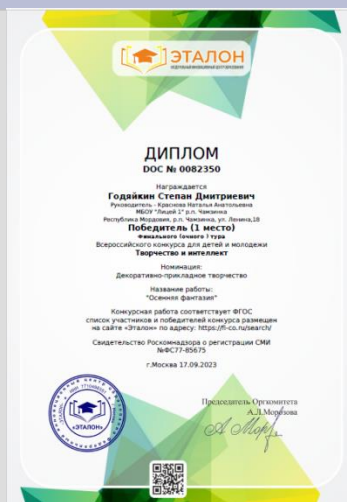 ЭТАЛОН
ДИПЛОМ
DOC № 0082350
Награждается
Годяйкин Степан Дмитриевич
Руководитель - Краснова Наталья Анатольевна
МБОУ "Лицей 1" р.п. Чамзинка
Республика Мордовия, р.п. Чамзинка, ул. Ленина,18
Победитель (1 место)
Финального (очного ) тура
Всероссийского конкурса для детей и молодежи
Творчество и интеллект
Номинация:
Декоративно-прикладное творчество
Название работы:
"Осенняя фантазия"
Конкурсная работа соответствует ФГОС
список участников и победителей конкурса размещен
на сайте «Эталон» по адресу: https://fi-co.ru/search/
Свидетельство Роскомнадзора о регистрации СМИ
№ФС77-85675
г.Москва 17.09.2023
Председатель Оргкомитета
А.Л.Морозова
«ЭТАЛОН»